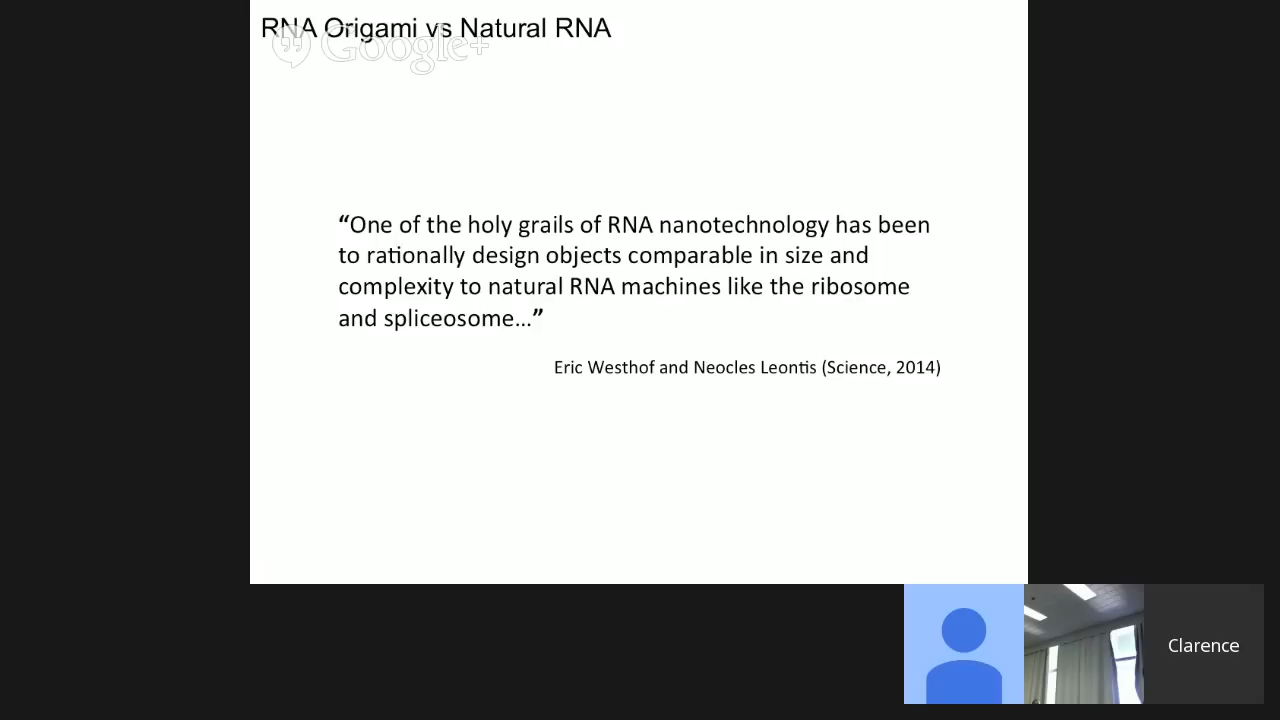 RNA Origami vs Natural RNA
Google+
“One of the holy grails of RNA nanotechnology has been
to rationally design objects comparable in size and
complexity to natural RNA machines like the ribosome
and spliceosome...”
Eric Westhof and Neocles Leontis (Science, 2014)
Clarence